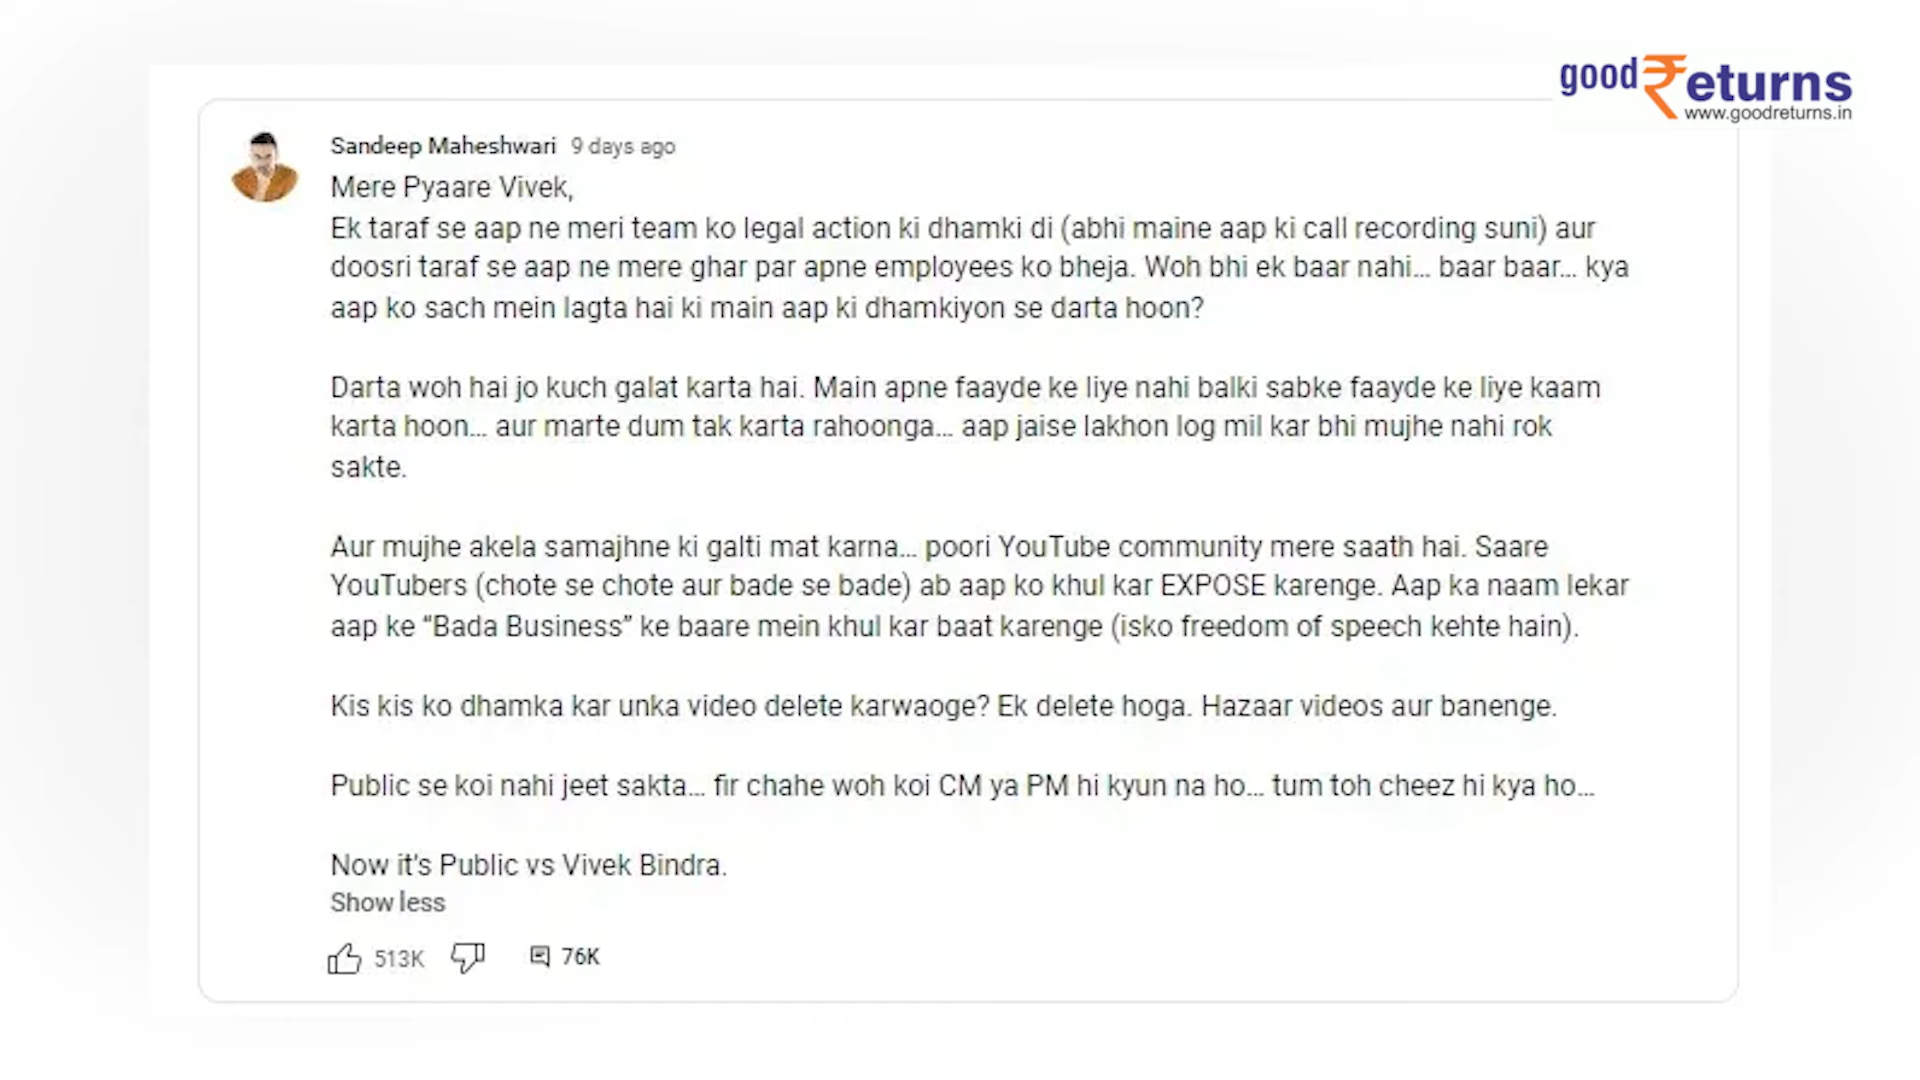 good₹eturns
www.goodreturns.in
Sandeep Maheshwari 9 days ago
Mere Pyaare Vivek,
Ek taraf se aap ne meri team ko legal action ki dhamki di (abhi maine aap ki call recording suni) aur
doosri taraf se aap ne mere ghar par apne employees ko bheja. Woh bhi ek baar nahi... baar baar... kya
aap ko sach mein lagta hai ki main aap ki dhamkiyon se darta hoon?
Darta woh hai jo kuch galat karta hai. Main apne faayde ke liye nahi balki sabke faayde ke liye kaam
karta hoon... aur marte dum tak karta rahoonga... aap jaise lakhon log mil kar bhi mujhe nahi rok
sakte.
Aur mujhe akela samajhne ki galti mat karna... poori YouTube community mere saath hai. Saare
YouTubers (chote se chote aur bade se bade) ab aap ko khul kar EXPOSE karenge. Aap ka naam lekar
aap ke “Bada Business” ke baare mein khul kar baat karenge (isko freedom of speech kehte hain).
Kis kis ko dhamka kar unka video delete karwaoge? Ek delete hoga. Hazaar videos aur banenge.
Public se koi nahi jeet sakta... fir chahe woh koi CM ya PM hi kyun na ho... tum toh cheez hi kya ho...
Now it's Public vs Vivek Bindra.
Show less
513K 76K